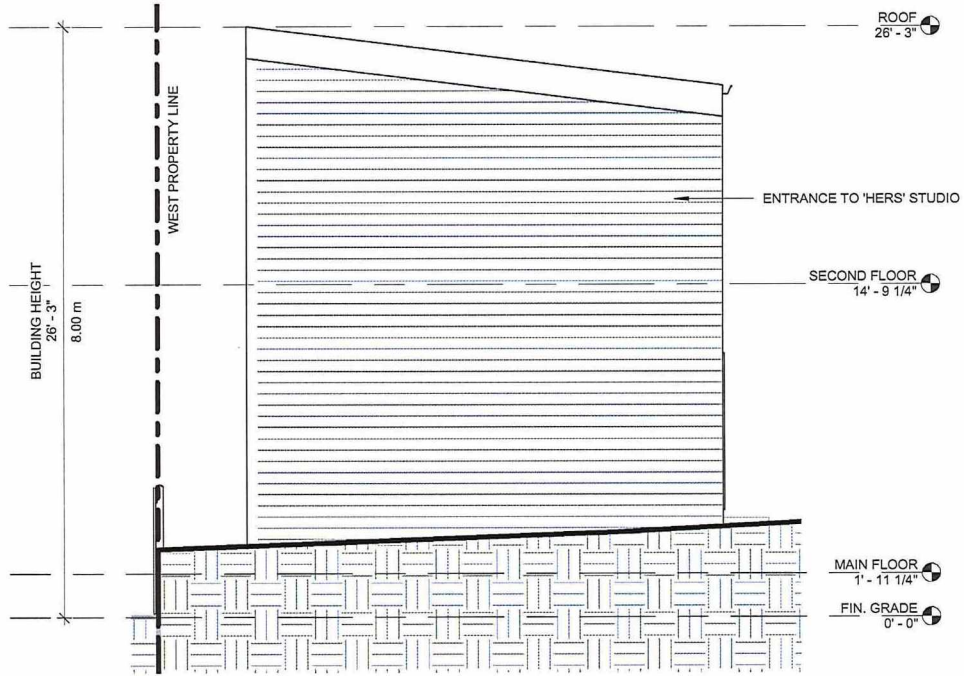 ROOF
26' - 3"
WEST PROPERTY LINE
ENTRANCE TO 'HERS' STUDIO
SECOND FLOOR
14' - 9 1/4"
BUILDING HEIGHT
26' - 3"
8.00 m
MAIN FLOOR
1' - 11 1/4"
FIN. GRADE
0' - 0"